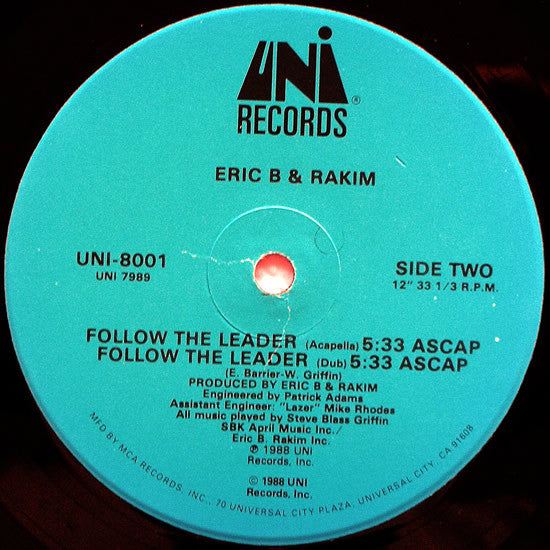 UNI
®
RECORDS
ERIC B & RAKIM
UNI-8001
UNI 7989
SIDE TWO
12" 33 1/3 R.P.M.
FOLLOW THE LEADER (Acapella) 5:33 ASCAP
FOLLOW THE LEADER (Dub) 5:33 ASCAP
(E. Barrier-W. Griffin)
PRODUCED BY ERIC B & RAKIM
Engineered by Patrick Adams
Assistant Engineer: "Lazer" Mike Rhodes
All music played by Steve Blass Griffin
SBK April Music Inc./
Eric B. Rakim Inc.
℗ 1988 UNI
Records, Inc.
© 1988 UNI
Records, Inc.
MFD BY MCA RECORDS, INC., 70 UNIVERSAL CITY PLAZA, UNIVERSAL CITY, CA 91608